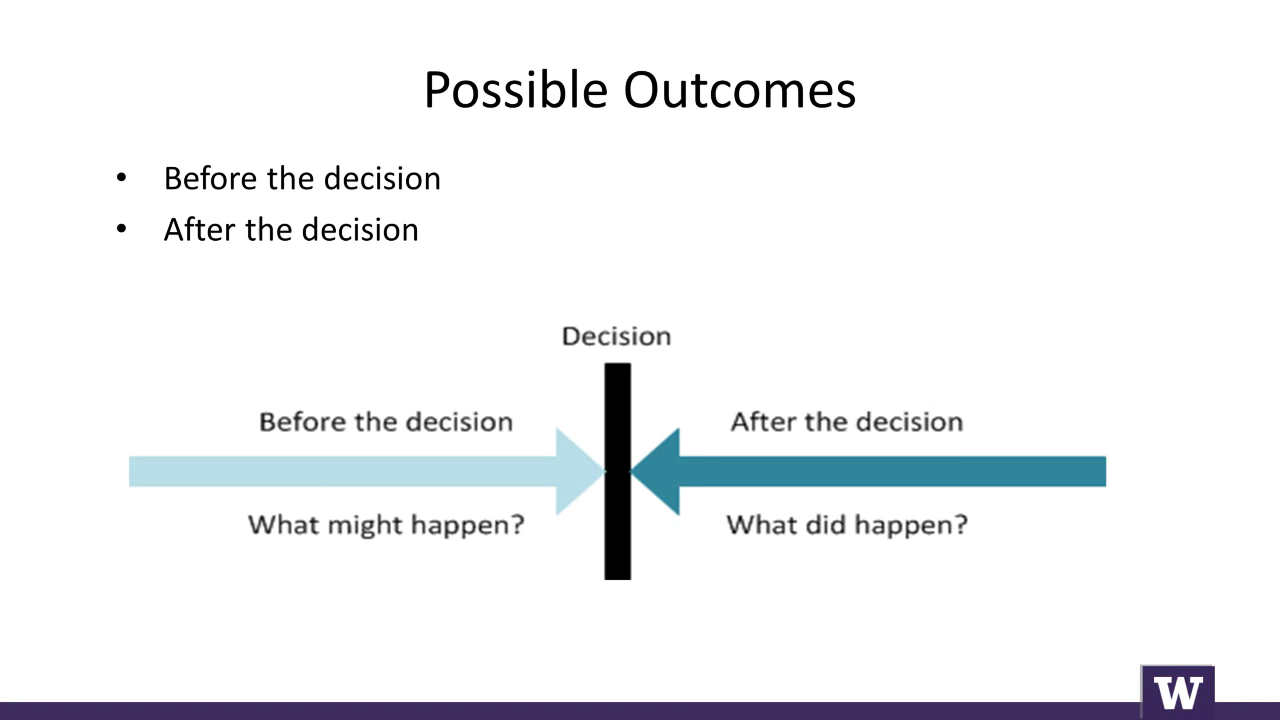 Possible Outcomes
• Before the decision
• After the decision
Decision
Before the decision
After the decision
What might happen?
What did happen?
W